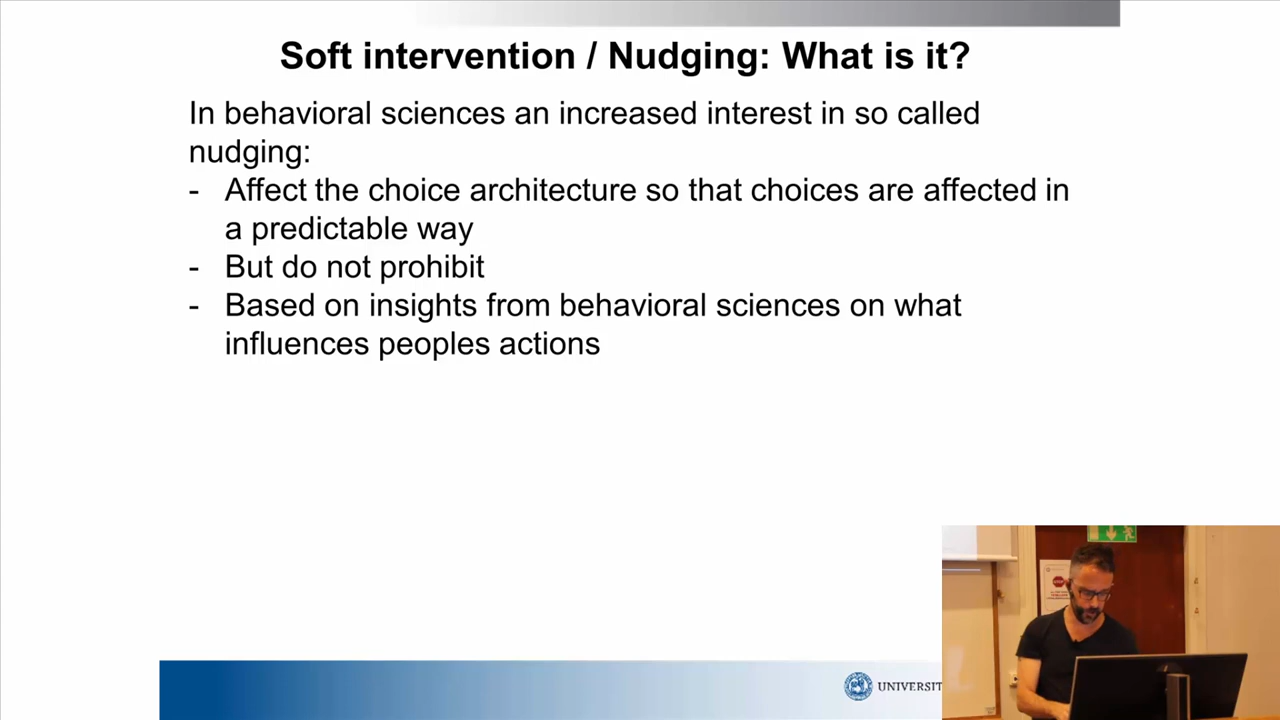 Soft intervention / Nudging: What is it?
In behavioral sciences an increased interest in so called
nudging:
- Affect the choice architecture so that choices are affected in
a predictable way
- But do not prohibit
- Based on insights from behavioral sciences on what
influences peoples actions
UNIVERSIT